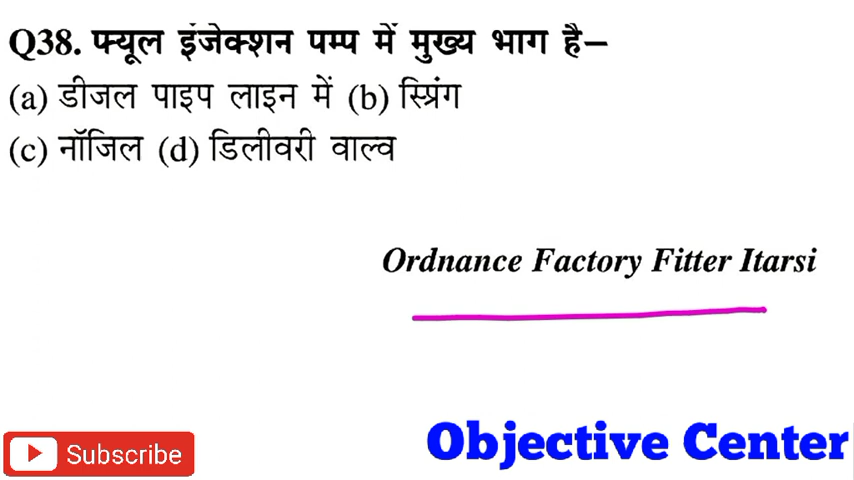 Q38. फ्यूल इंजेक्शन पम्प में मुख्य भाग है–
(a) डीजल पाइप लाइन में (b) स्प्रिंग
(c) नॉजिल (d) डिलीवरी वाल्व
Ordnance Factory Fitter Itarsi
Subscribe
Objective Center